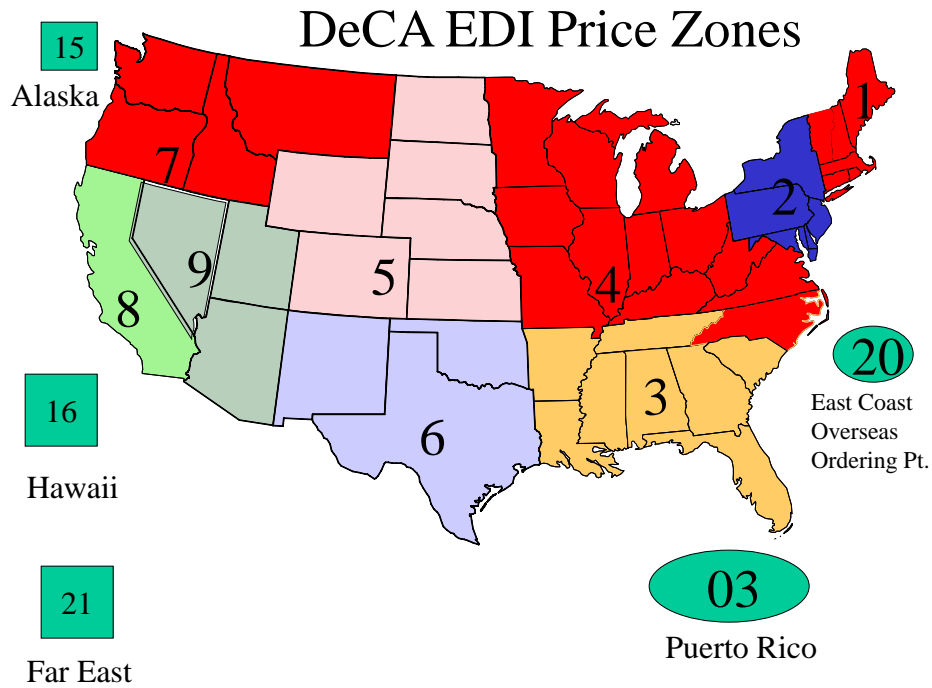 DeCA EDI Price Zones
15
Alaska
1
2
7
9
5
4
8
3
6
20
East Coast
Overseas
Ordering Pt.
16
Hawaii
21
Far East
03
Puerto Rico